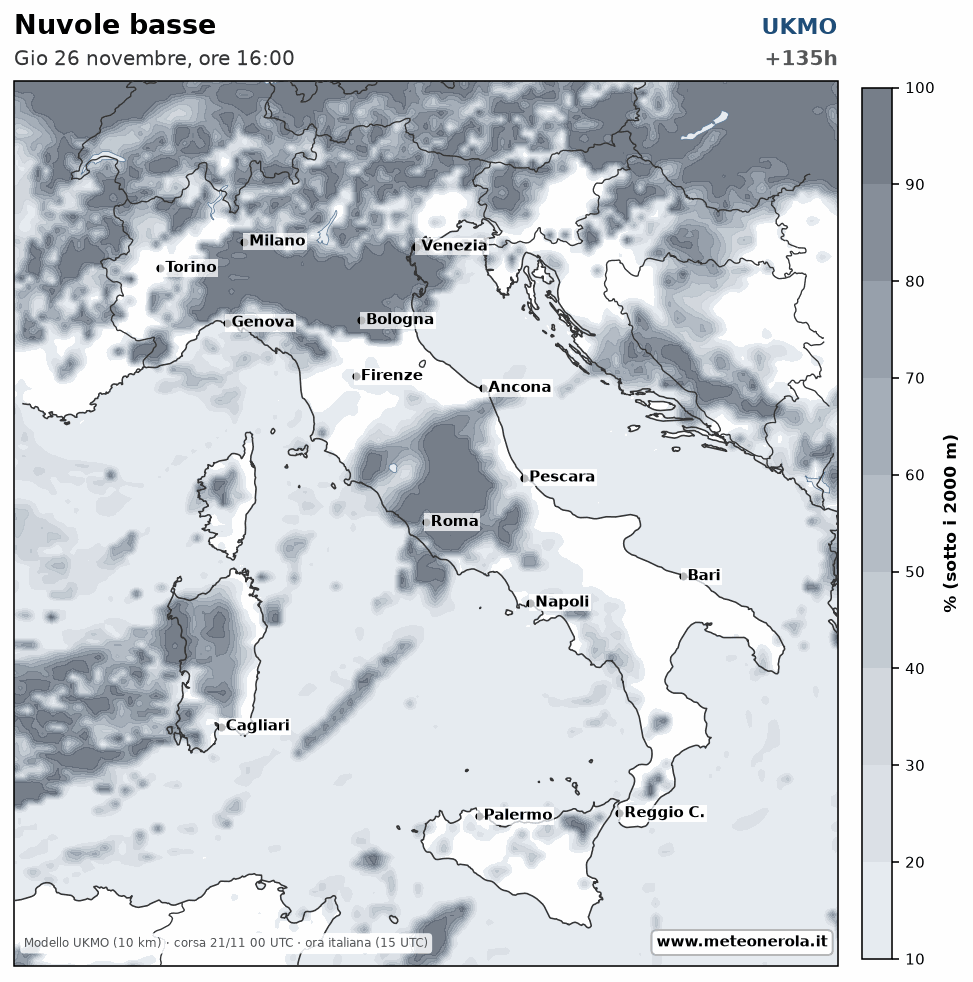 Nuvole basse
UKMO
Gio 26 novembre, ore 16:00
+135h
Milano
Venezia
Torino
Genova
Bologna
Firenze
Ancona
Pescara
Roma
Bari
Napoli
Cagliari
Palermo
Reggio C.
100
90
80
70
60
50
40
30
20
10
% (sotto i 2000 m)
Modello UKMO (10 km) · corsa 21/11 00 UTC · ora italiana (15 UTC)
www.meteonerola.it